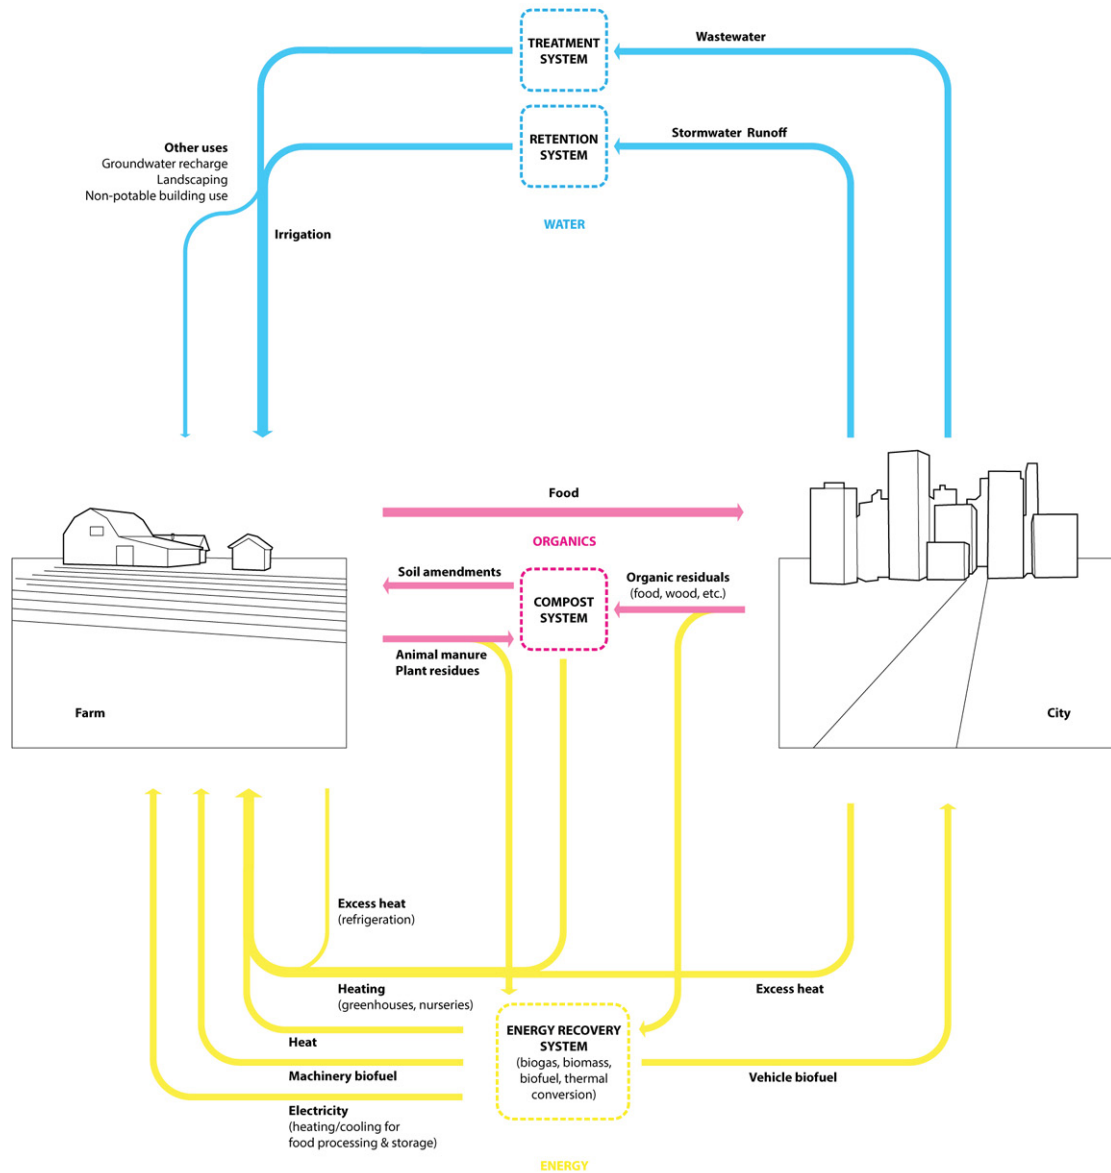 TREATMENT
SYSTEM
Wastewater
RETENTION
SYSTEM
Stormwater Runoff
Other uses
Groundwater recharge
Landscaping
Non-potable building use
WATER
Irrigation
Food
ORGANICS
Soil amendments
COMPOST
SYSTEM
Organic residuals
(food, wood, etc.)
Animal manure
Plant residues
Farm
City
Excess heat
(refrigeration)
Heating
(greenhouses, nurseries)
Excess heat
Heat
ENERGY RECOVERY
SYSTEM
(biogas, biomass,
biofuel, thermal
conversion)
Machinery biofuel
Vehicle biofuel
Electricity
(heating/cooling for
food processing & storage)
ENERGY